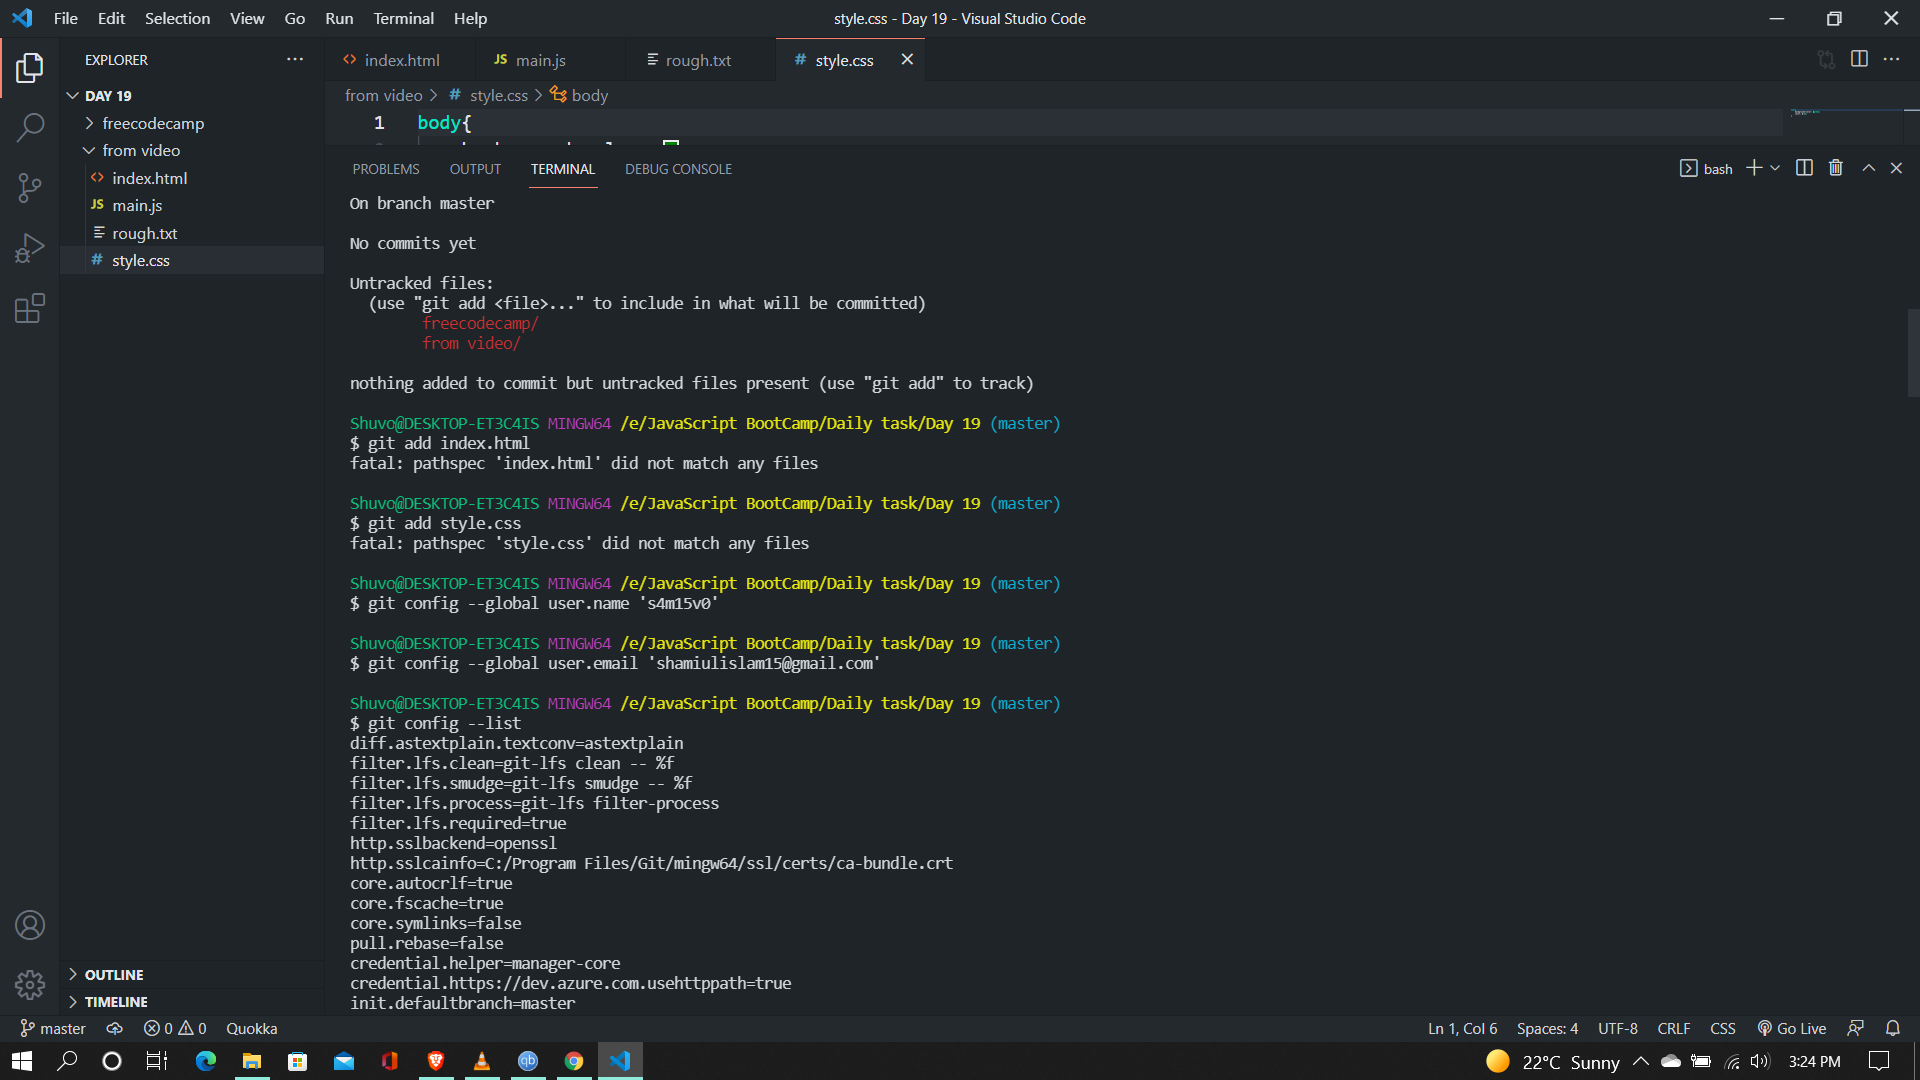 File Edit Selection View Go Run Terminal Help
style.css - Day 19 - Visual Studio Code
EXPLORER
index.html
JS main.js
rough.txt
# style.css
DAY 19
freecodecamp
from video
index.html
JS main.js
rough.txt
# style.css
OUTLINE
TIMELINE
from video > # style.css > body
1 body{
PROBLEMS OUTPUT TERMINAL DEBUG CONSOLE
bash
On branch master
No commits yet
Untracked files:
(use "git add <file>..." to include in what will be committed)
freecodecamp/
from video/
nothing added to commit but untracked files present (use "git add" to track)
Shuvo@DESKTOP-ET3C4IS MINGW64 /e/JavaScript BootCamp/Daily task/Day 19 (master)
$ git add index.html
fatal: pathspec 'index.html' did not match any files
Shuvo@DESKTOP-ET3C4IS MINGW64 /e/JavaScript BootCamp/Daily task/Day 19 (master)
$ git add style.css
fatal: pathspec 'style.css' did not match any files
Shuvo@DESKTOP-ET3C4IS MINGW64 /e/JavaScript BootCamp/Daily task/Day 19 (master)
$ git config --global user.name 's4m15v0'
Shuvo@DESKTOP-ET3C4IS MINGW64 /e/JavaScript BootCamp/Daily task/Day 19 (master)
$ git config --global user.email 'shamiulislam15@gmail.com'
Shuvo@DESKTOP-ET3C4IS MINGW64 /e/JavaScript BootCamp/Daily task/Day 19 (master)
$ git config --list
diff.astextplain.textconv=astextplain
filter.lfs.clean=git-lfs clean -- %f
filter.lfs.smudge=git-lfs smudge -- %f
filter.lfs.process=git-lfs filter-process
filter.lfs.required=true
http.sslbackend=openssl
http.sslcainfo=C:/Program Files/Git/mingw64/ssl/certs/ca-bundle.crt
core.autocrlf=true
core.fscache=true
core.symlinks=false
pull.rebase=false
credential.helper=manager-core
credential.https://dev.azure.com.usehttppath=true
init.defaultbranch=master
master 0 0 Quokka
Ln 1, Col 6 Spaces: 4 UTF-8 CRLF CSS Go Live
22°C Sunny 3:24 PM